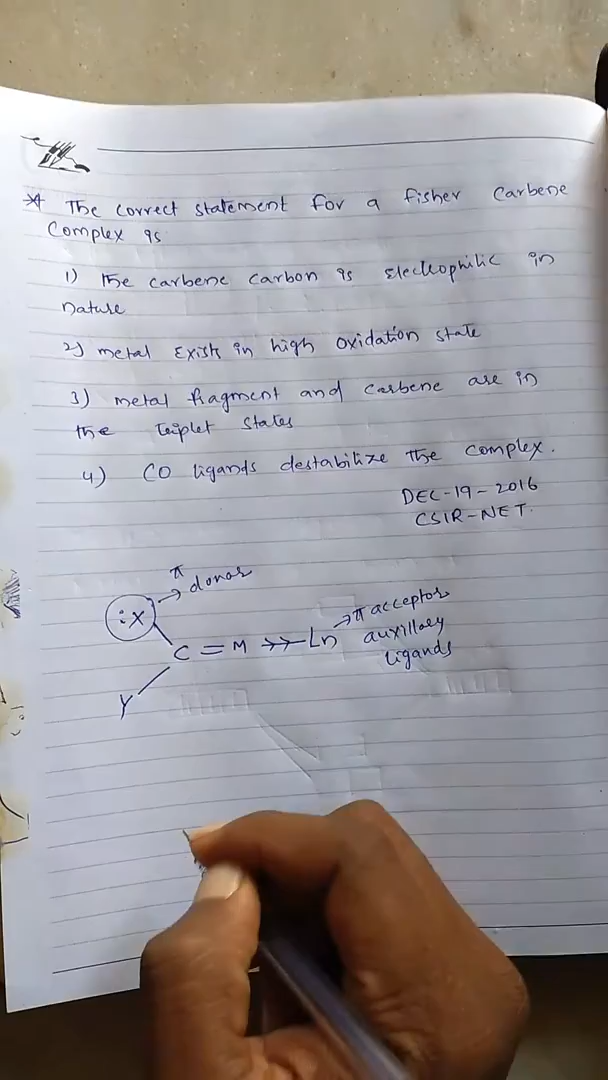 * The correct statement for a fisher carbene
Complex is
1) The carbene carbon is electrophilic in
nature
2) metal Exists in high oxidation state
3) metal fragment and carbene are in
the triplet states
4) CO ligands destabilize the complex.
DEC-19-2016
CSIR-NET.
π
→ donor
:X
C = M →→ Ln → π acceptor
auxillary
ligands
Y